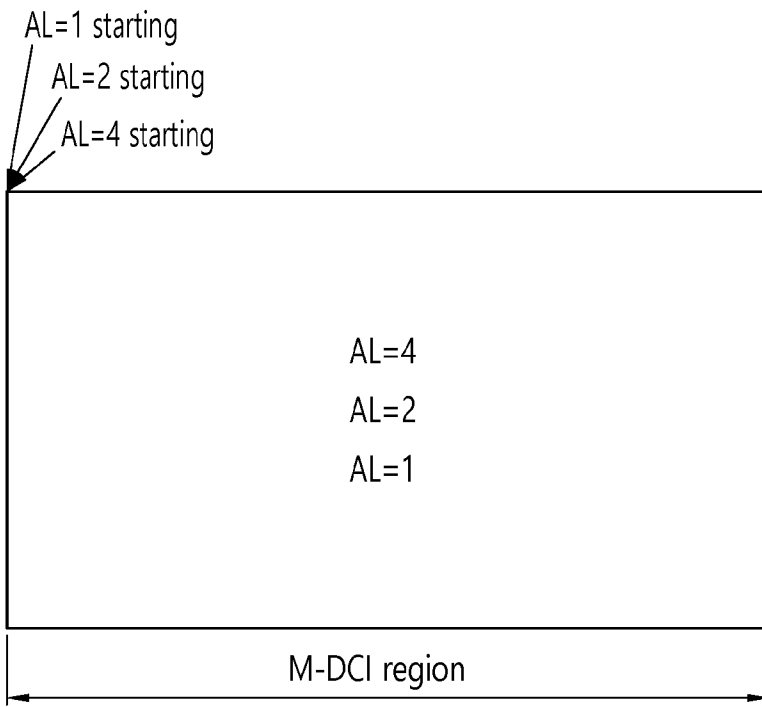 AL=1 starting
AL=2 starting
AL=4 starting
AL=4
AL=2
AL=1
M-DCI region